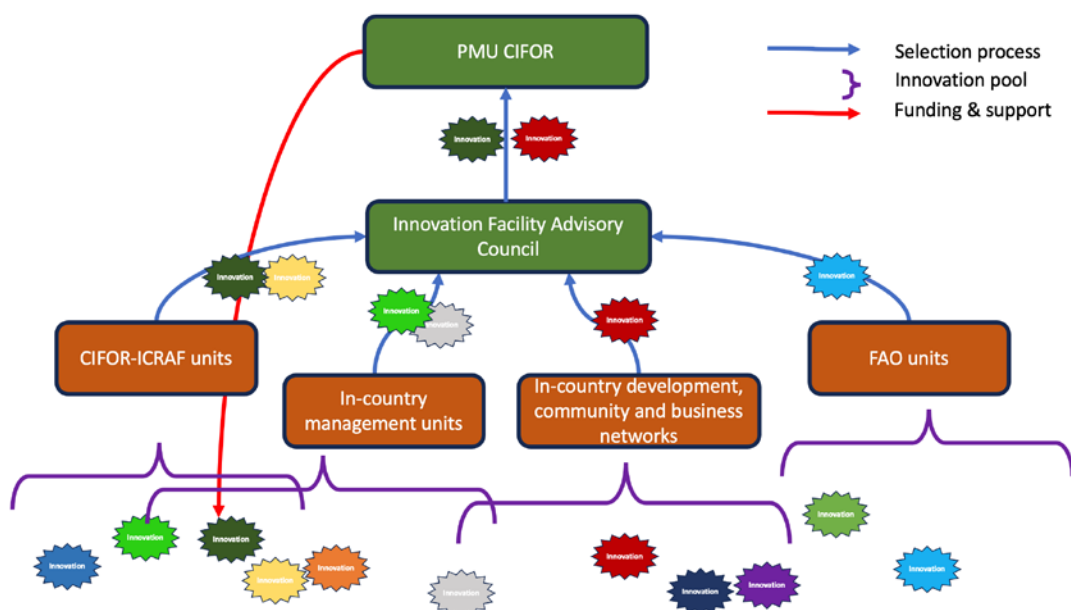 PMU CIFOR
Selection process
Innovation pool
Funding & support
Innovation
Innovation
Innovation Facility Advisory
Council
Innovation
Innovation
Innovation
Innovation
Innovation
Innovation
CIFOR-ICRAF units
In-country
management units
In-country development,
community and business
networks
FAO units
Innovation
Innovation
Innovation
Innovation
Innovation
Innovation
Innovation
Innovation
Innovation
Innovation
Innovation